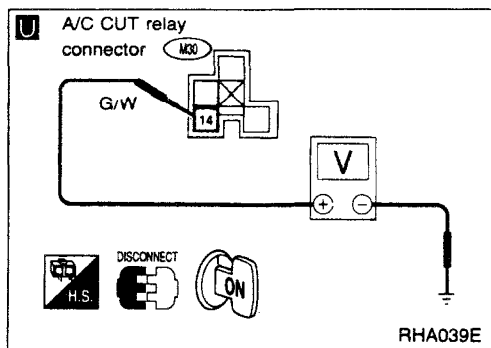 U A/C CUT relay
connector M30
G/W
14
V
+ −
DISCONNECT
H.S.
ON
RHA039E